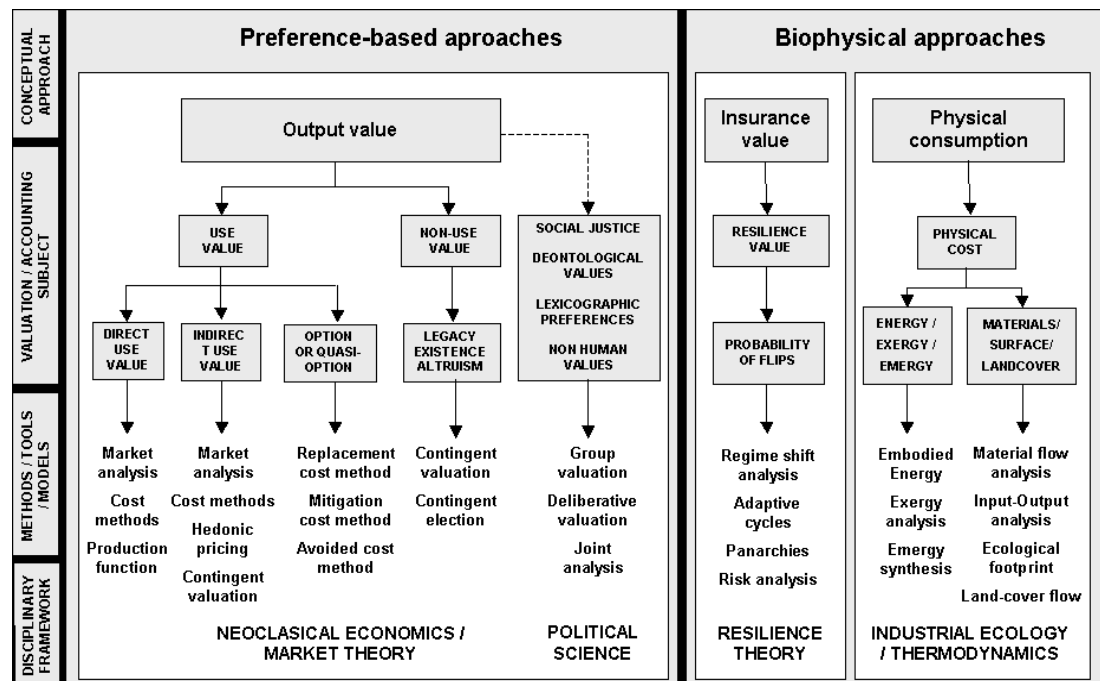 CONCEPTUAL
APPROACH
VALUATION / ACCOUNTING
SUBJECT
METHODS / TOOLS
/ MODELS
DISCIPLINARY
FRAMEWORK
Preference-based aproaches
Output value
USE
VALUE
NON-USE
VALUE
SOCIAL JUSTICE
DEONTOLOGICAL
VALUES
LEXICOGRAPHIC
PREFERENCES
NON HUMAN
VALUES
DIRECT
USE
VALUE
INDIREC
T USE
VALUE
OPTION
OR QUASI-
OPTION
LEGACY
EXISTENCE
ALTRUISM
Market
analysis
Cost
methods
Production
function
Market
analysis
Cost methods
Hedonic
pricing
Contingent
valuation
Replacement
cost method
Mitigation
cost method
Avoided cost
method
Contingent
valuation
Contingent
election
Group
valuation
Deliberative
valuation
Joint
analysis
NEOCLASICAL ECONOMICS /
MARKET THEORY
POLITICAL
SCIENCE
Biophysical approaches
Insurance
value
RESILIENCE
VALUE
PROBABILITY
OF FLIPS
Regime shift
analysis
Adaptive
cycles
Panarchies
Risk analysis
RESILIENCE
THEORY
Physical
consumption
PHYSICAL
COST
ENERGY /
EXERGY /
EMERGY
MATERIALS/
SURFACE/
LANDCOVER
Embodied
Energy
Exergy
analysis
Emergy
synthesis
Material flow
analysis
Input-Output
analysis
Ecological
footprint
Land-cover flow
INDUSTRIAL ECOLOGY
/ THERMODYNAMICS